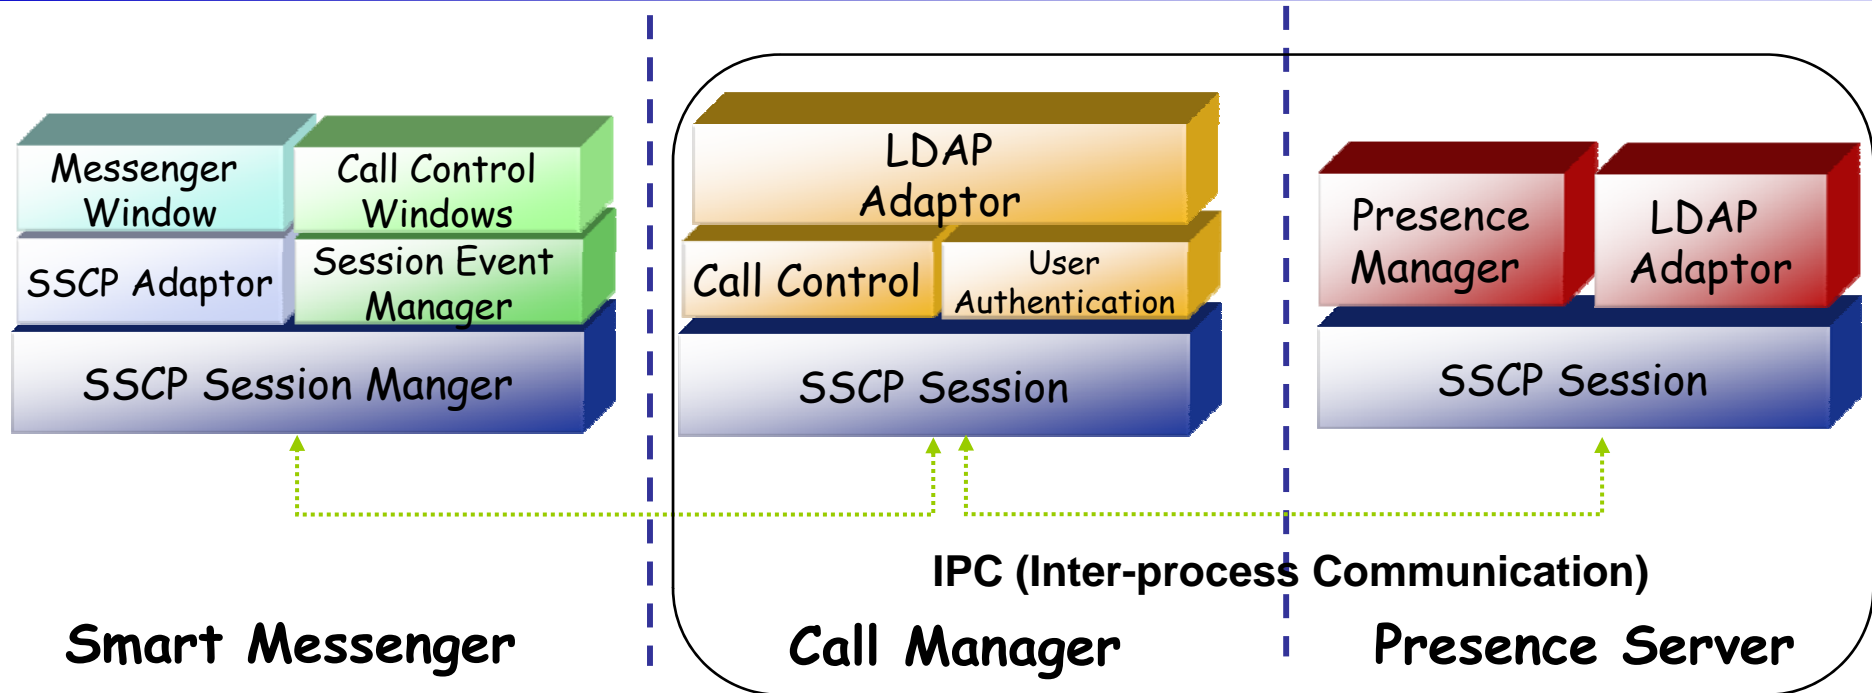 Messenger
Window
Call Control
Windows
SSCP Adaptor
Session Event
Manager
SSCP Session Manger
LDAP
Adaptor
Call Control
User
Authentication
SSCP Session
Presence
Manager
LDAP
Adaptor
SSCP Session
IPC (Inter-process Communication)
Smart Messenger
Call Manager
Presence Server